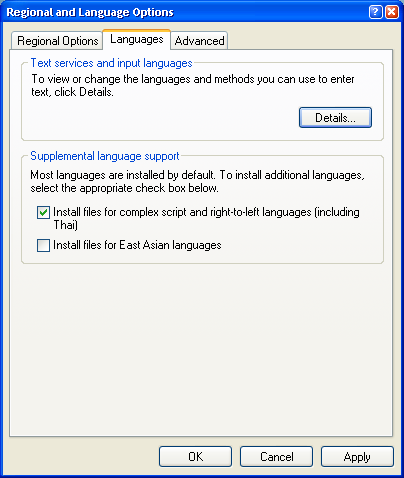 Regional and Language Options
Regional Options
Languages
Advanced
Text services and input languages
To view or change the languages and methods you can use to enter
text, click Details.
Details...
Supplemental language support
Most languages are installed by default. To install additional languages,
select the appropriate check box below.
Install files for complex script and right-to-left languages (including
Thai)
Install files for East Asian languages
OK
Cancel
Apply